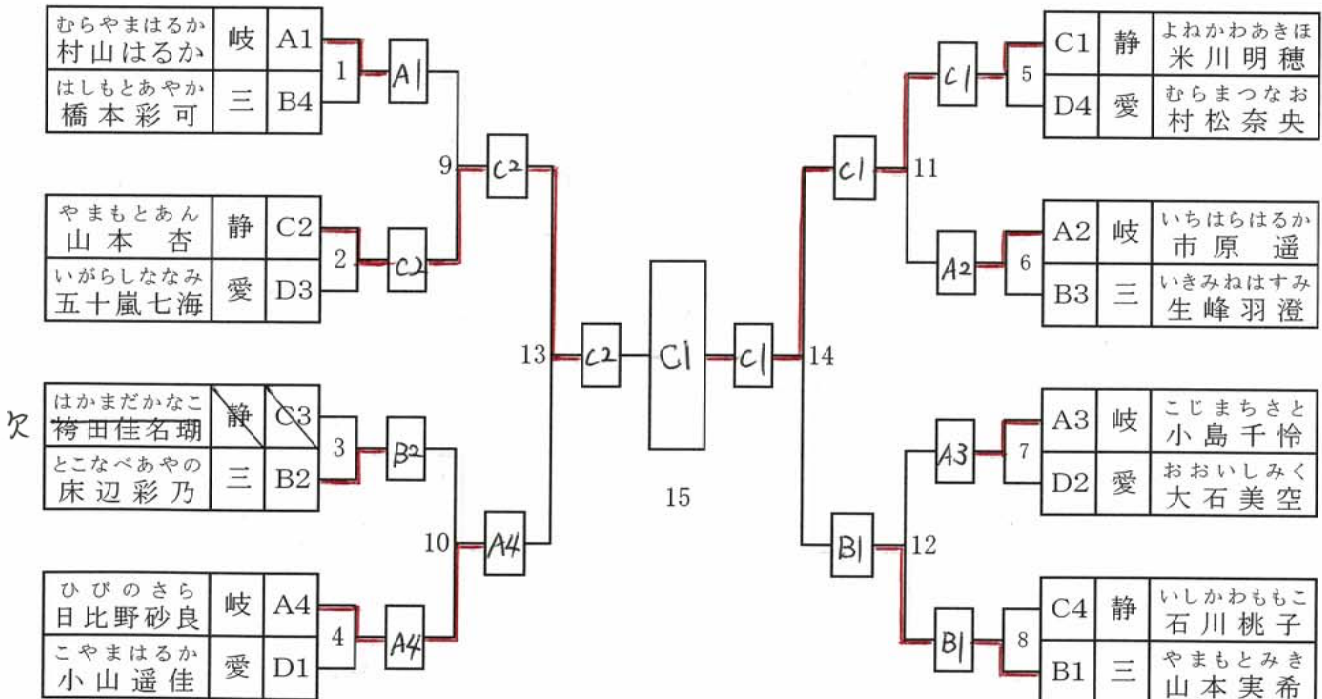 むらやまはるか
村山はるか 岐 A1
はしもとあやか
橋本彩可 三 B4
1
A1
やまもとあん
山本 杏 静 C2
いがらしななみ
五十嵐七海 愛 D3
2
C2
9
C2
欠
はかまだかなこ
袴田佳名瑚 静 C3
とこなべあやの
床辺彩乃 三 B2
3
B2
ひびのさら
日比野砂良 岐 A4
こやまはるか
小山遥佳 愛 D1
4
A4
10
A4
13
C2
C1
15
C1
14
C1
11
C1
5
よねかわあきほ
C1 静 米川明穂
むらまつなお
D4 愛 村松奈央
A2
6
いちはらはるか
A2 岐 市原 遥
いきみねはすみ
B3 三 生峰羽澄
B1
12
A3
7
こじまちさと
A3 岐 小島千怜
おおいしみく
D2 愛 大石美空
B1
8
いしかわももこ
C4 静 石川桃子
やまもとみき
B1 三 山本実希